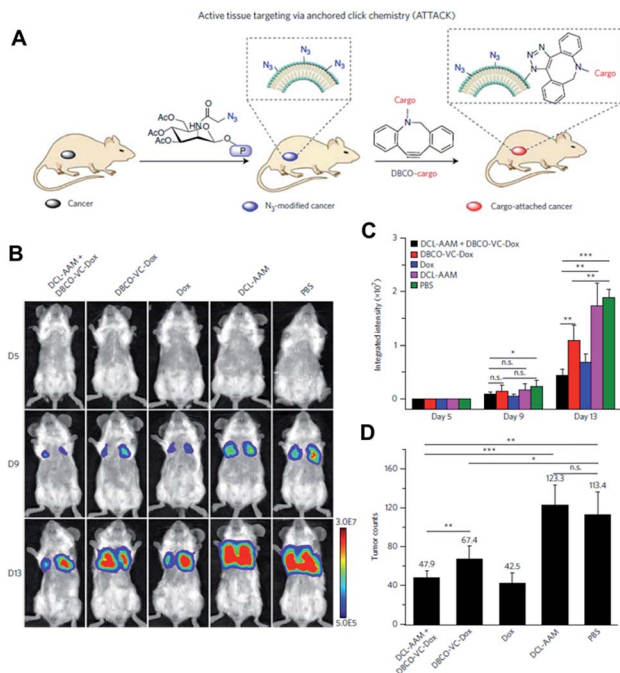 Active tissue targeting via anchored click chemistry (ATTACK)
A
N₃
N₃
N₃
O
N₃
HN
AcO
AcO
AcO
O
O
P
Cargo
N
DBCO-cargo
N₃
N₃
N
N
N
N
Cargo
Cancer
N₃-modified cancer
Cargo-attached cancer
B
DCL-AAM +
DBCO-VC-Dox
DBCO-VC-Dox
Dox
DCL-AAM
PBS
D5
D9
D13
3.0E7
5.0E5
C
DCL-AAM + DBCO-VC-Dox
DBCO-VC-Dox
Dox
DCL-AAM
PBS
Integrated intensity (×10⁷)
3
2
1
0
n.s.
n.s.
n.s.
*
**
***
**
**
Day 5
Day 9
Day 13
D
Tumor counts
160
120
80
40
0
**
***
*
n.s.
**
47.9
67.4
42.5
123.3
113.4
DCL-AAM +
DBCO-VC-Dox
DBCO-VC-Dox
Dox
DCL-AAM
PBS